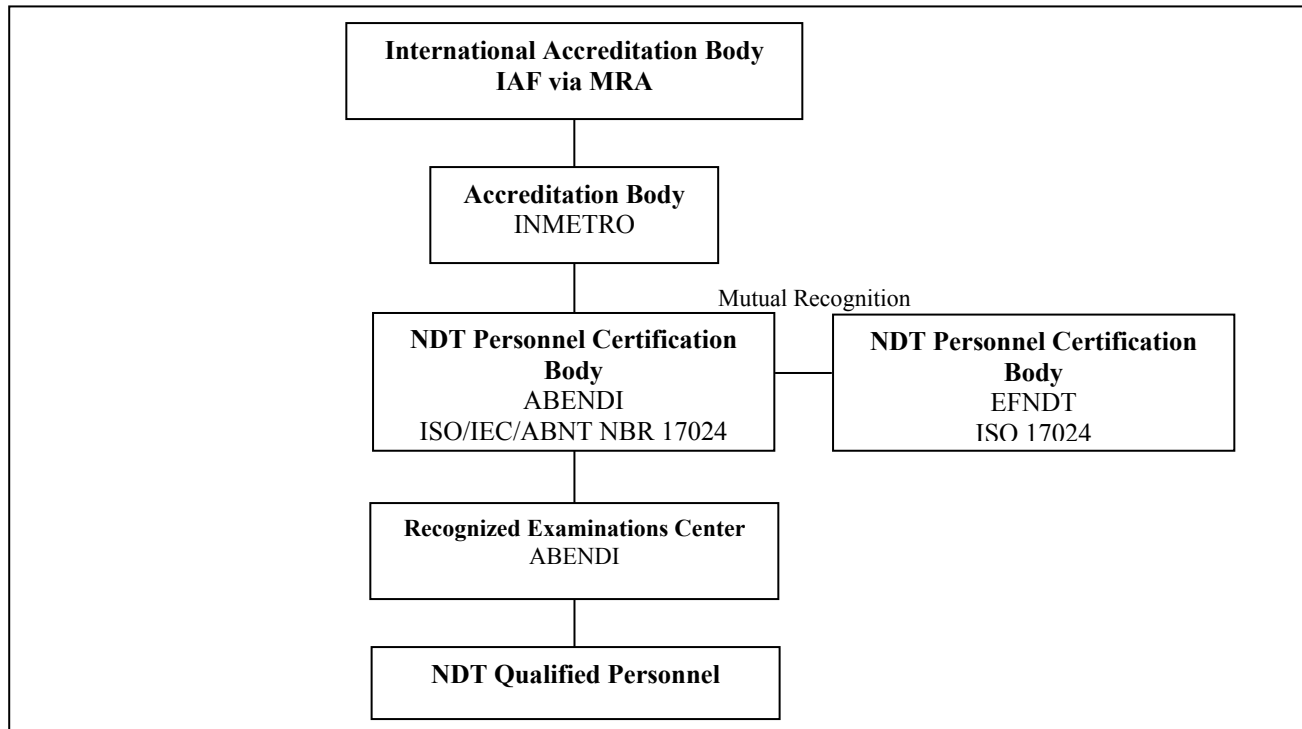 International Accreditation Body
IAF via MRA
Accreditation Body
INMETRO
Mutual Recognition
NDT Personnel Certification
Body
ABENDI
ISO/IEC/ABNT NBR 17024
NDT Personnel Certification
Body
EFNDT
ISO 17024
Recognized Examinations Center
ABENDI
NDT Qualified Personnel